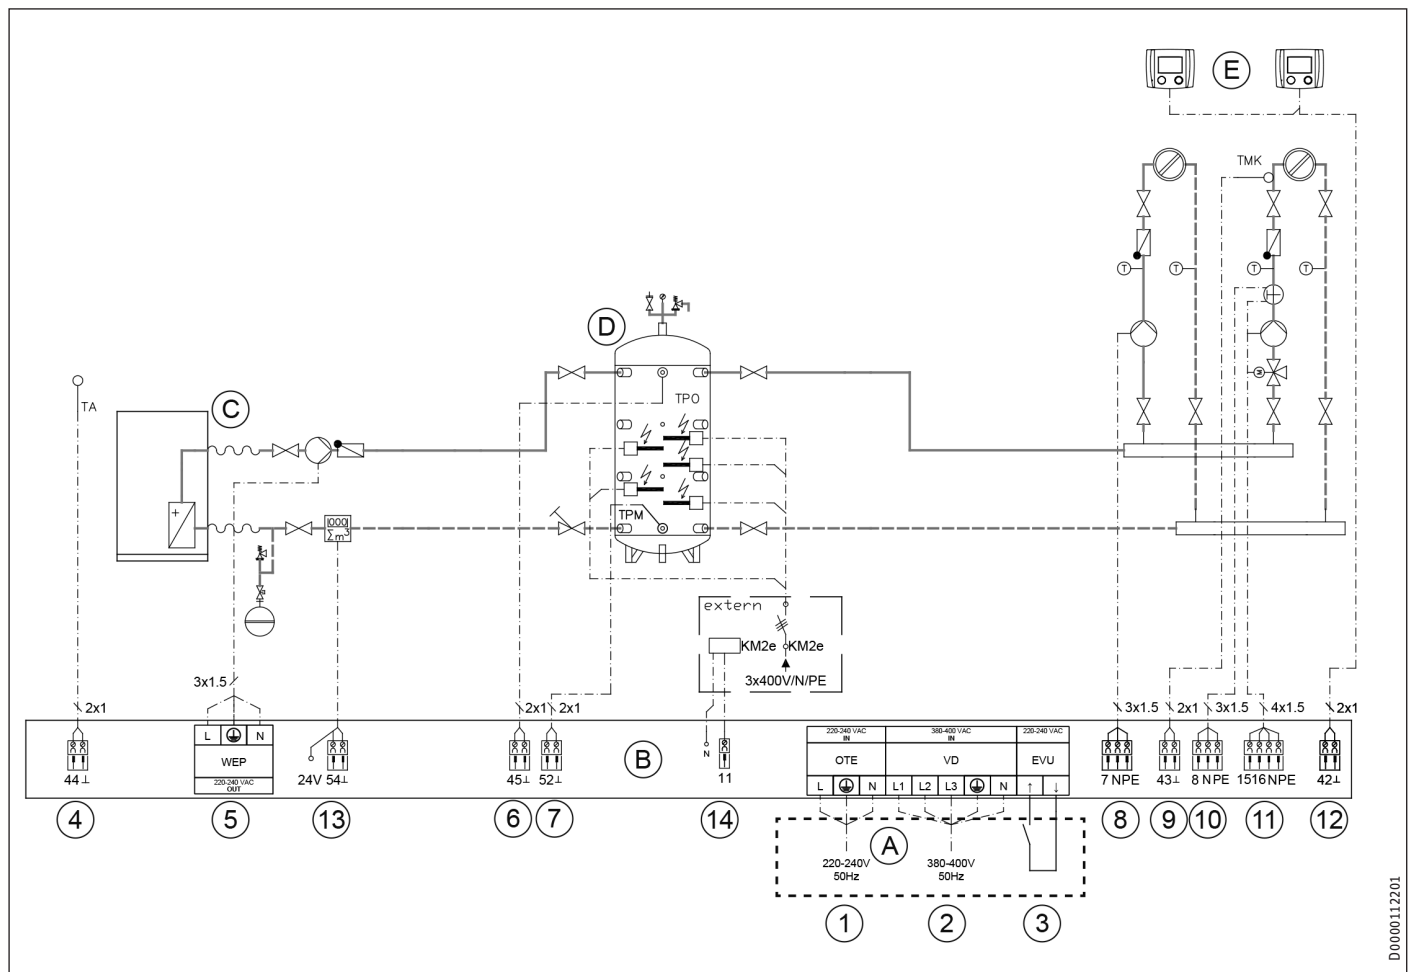 E
TMK
T
T
T
T
D
TA
C
TPO
M
+
1000
Σm³
TPM
extern
KM2e KM2e
3x400V/N/PE
3x1.5
2x1
2x1
2x1
3x1.5
2x1
3x1.5
4x1.5
2x1
L N
WEP
220-240 VAC
OUT
24V
N
B
220-240 VAC
IN
380-400 VAC
IN
220-240 VAC
OTE
VD
EVU
L N L1 L2 L3 N ↑ ↓
44⊥
54⊥
45⊥
52⊥
11
7 NPE
43⊥
8 NPE
1516 NPE
42⊥
4
5
13
6
7
14
8
9
10
11
12
A
220-240V
50Hz
380-400V
50Hz
1
2
3
D0000112201